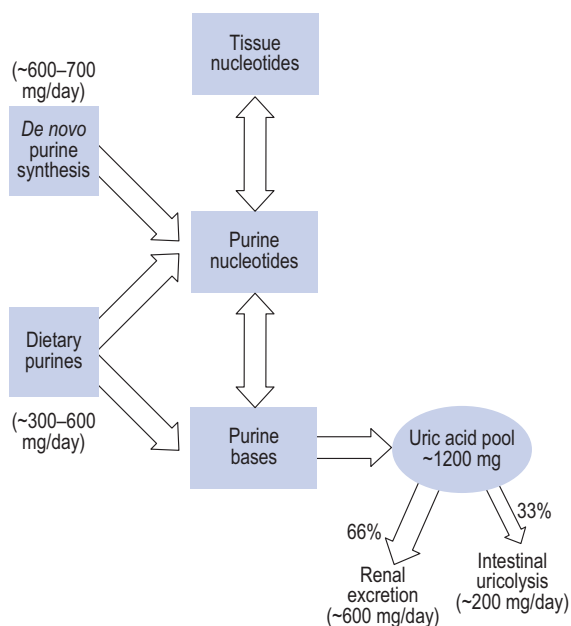 Tissue
nucleotides
(~600–700
mg/day)
De novo
purine
synthesis
Purine
nucleotides
Dietary
purines
(~300–600
mg/day)
Purine
bases
Uric acid pool
~1200 mg
66%
33%
Renal
excretion
(~600 mg/day)
Intestinal
uricolysis
(~200 mg/day)